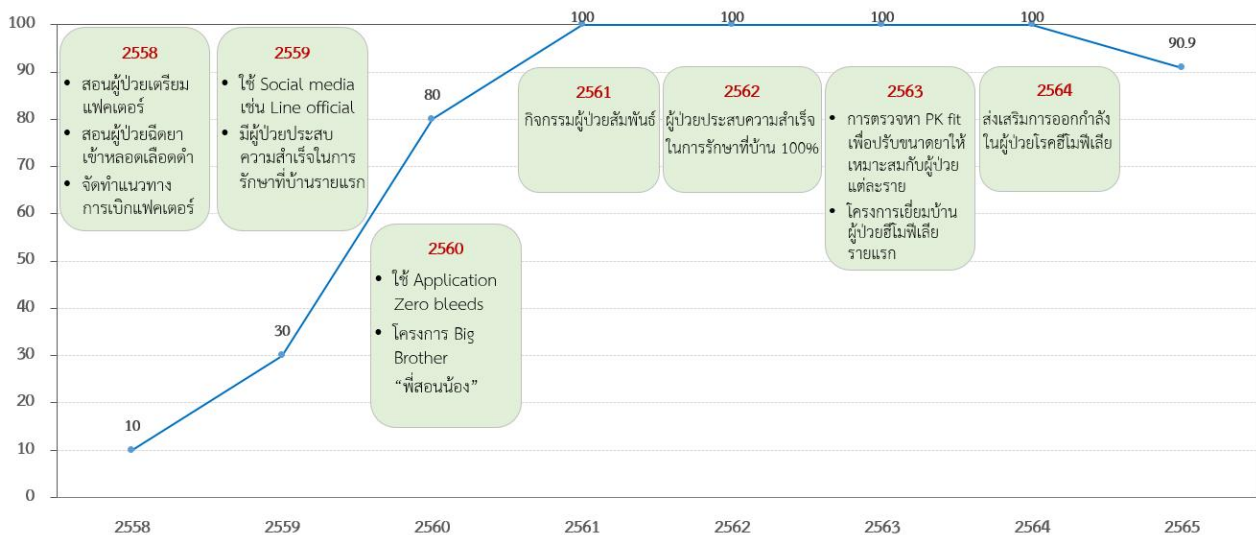 100
90
80
70
60
50
40
30
20
10
0
10
30
80
100
100
100
100
90.9
2558
• สอนผู้ป่วยเตรียม
แฟคเตอร์
• สอนผู้ป่วยฉีดยา
เข้าหลอดเลือดดำ
• จัดทำแนวทาง
การเบิกแฟคเตอร์
2559
• ใช้ Social media
เช่น Line official
• มีผู้ป่วยประสบ
ความสำเร็จในการ
รักษาที่บ้านรายแรก
2560
• ใช้ Application
Zero bleeds
• โครงการ Big
Brother
“พี่สอนน้อง”
2561
กิจกรรมผู้ป่วยสัมพันธ์
2562
ผู้ป่วยประสบความสำเร็จ
ในการรักษาที่บ้าน 100%
2563
• การตรวจหา PK fit
เพื่อปรับขนาดยาให้
เหมาะสมกับผู้ป่วย
แต่ละราย
• โครงการเยี่ยมบ้าน
ผู้ป่วยฮีโมฟีเลีย
รายแรก
2564
ส่งเสริมการออกกำลัง
ในผู้ป่วยโรคฮีโมฟีเลีย
2558
2559
2560
2561
2562
2563
2564
2565